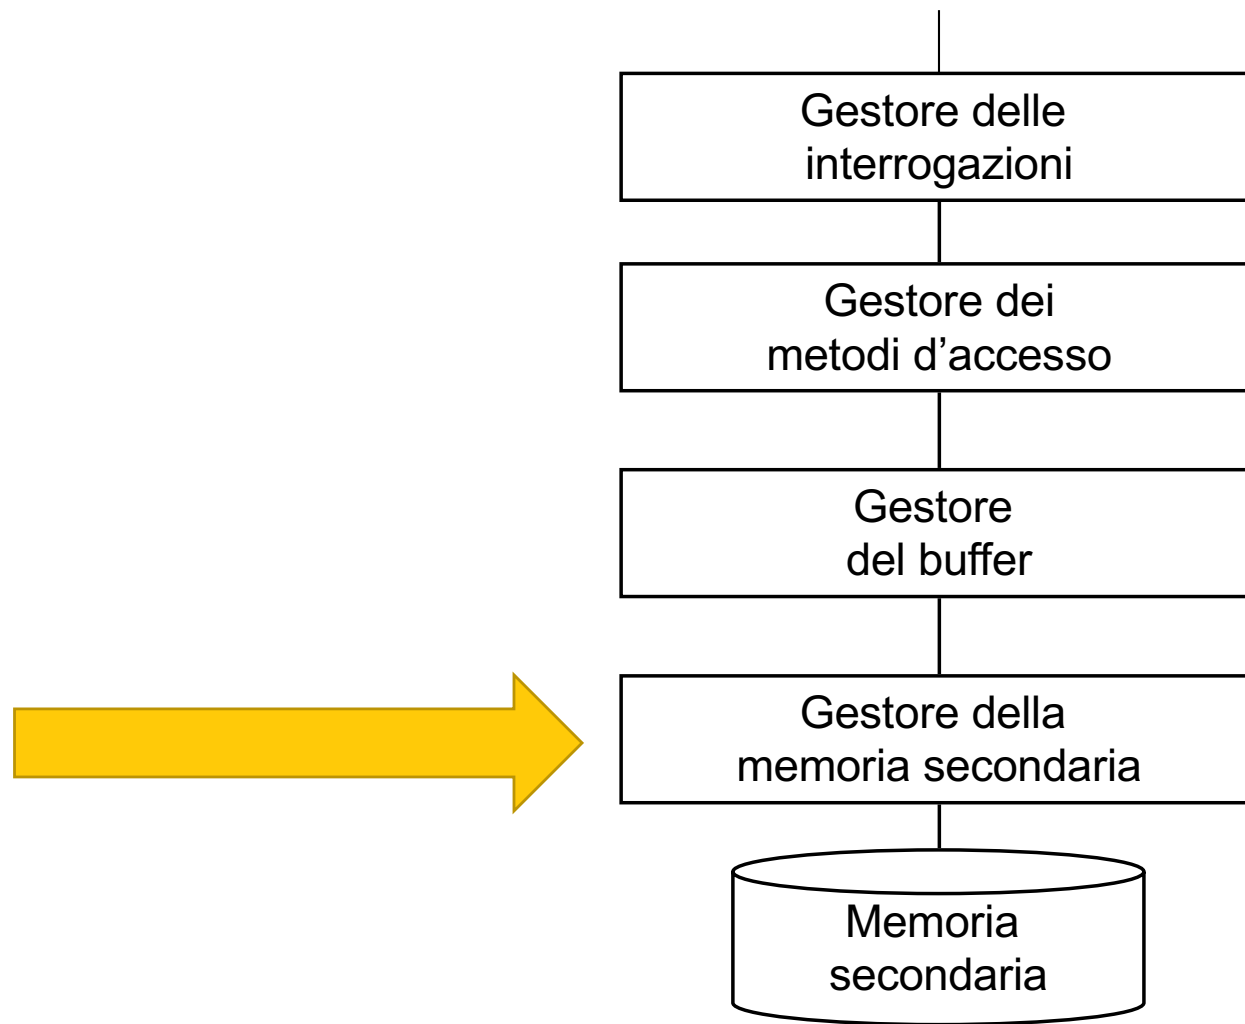 Gestore delle
interrogazioni
Gestore dei
metodi d’accesso
Gestore
del buffer
Gestore della
memoria secondaria
Memoria
secondaria